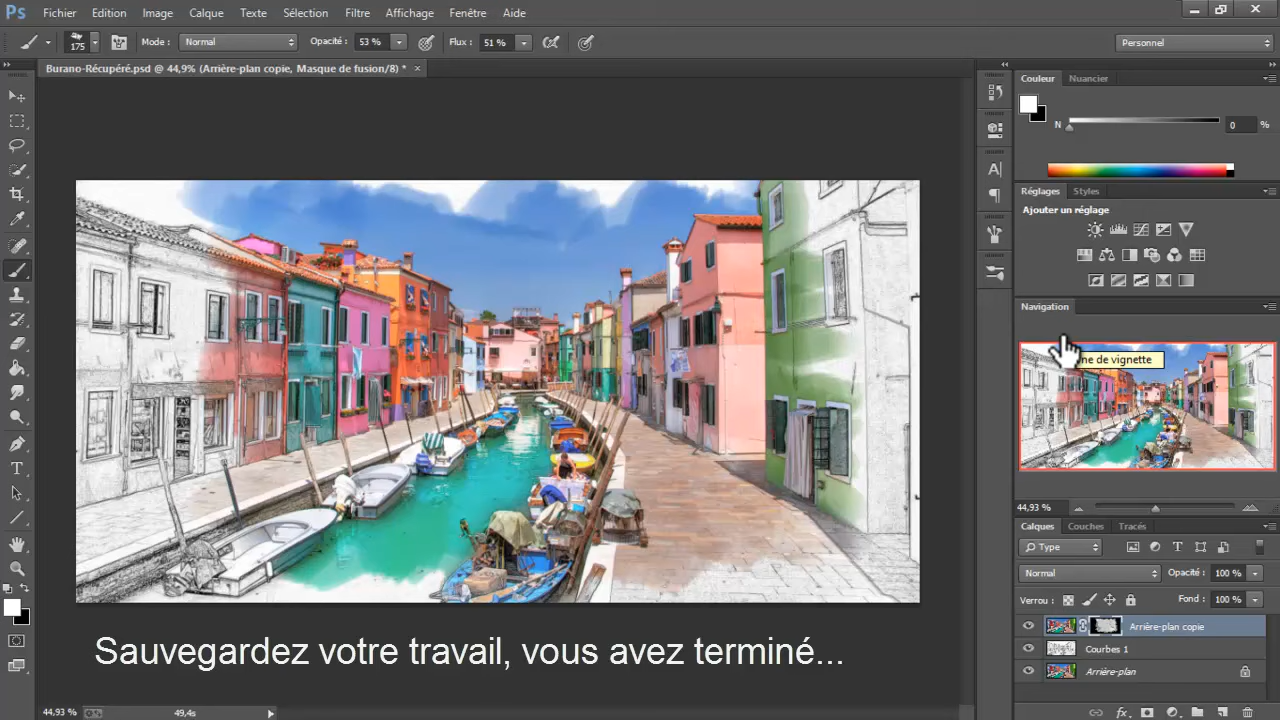 Ps Fichier Edition Image Calque Texte Sélection Filtre Affichage Fenêtre Aide
175 Mode : Normal Opacité : 53 % Flux : 51 % Personnel
Burano-Récupéré.psd @ 44,9% (Arrière-plan copie, Masque de fusion/8) * ×
Couleur Nuancier
N 0 %
Réglages Styles
Ajouter un réglage
Navigation
ne de vignette
44,93 %
Calques Couches Tracés
Type
Normal Opacité : 100 %
Verrou : Fond : 100 %
Arrière-plan copie
Courbes 1
Arrière-plan
fx
Sauvegardez votre travail, vous avez terminé...
44,93 % 49,4s